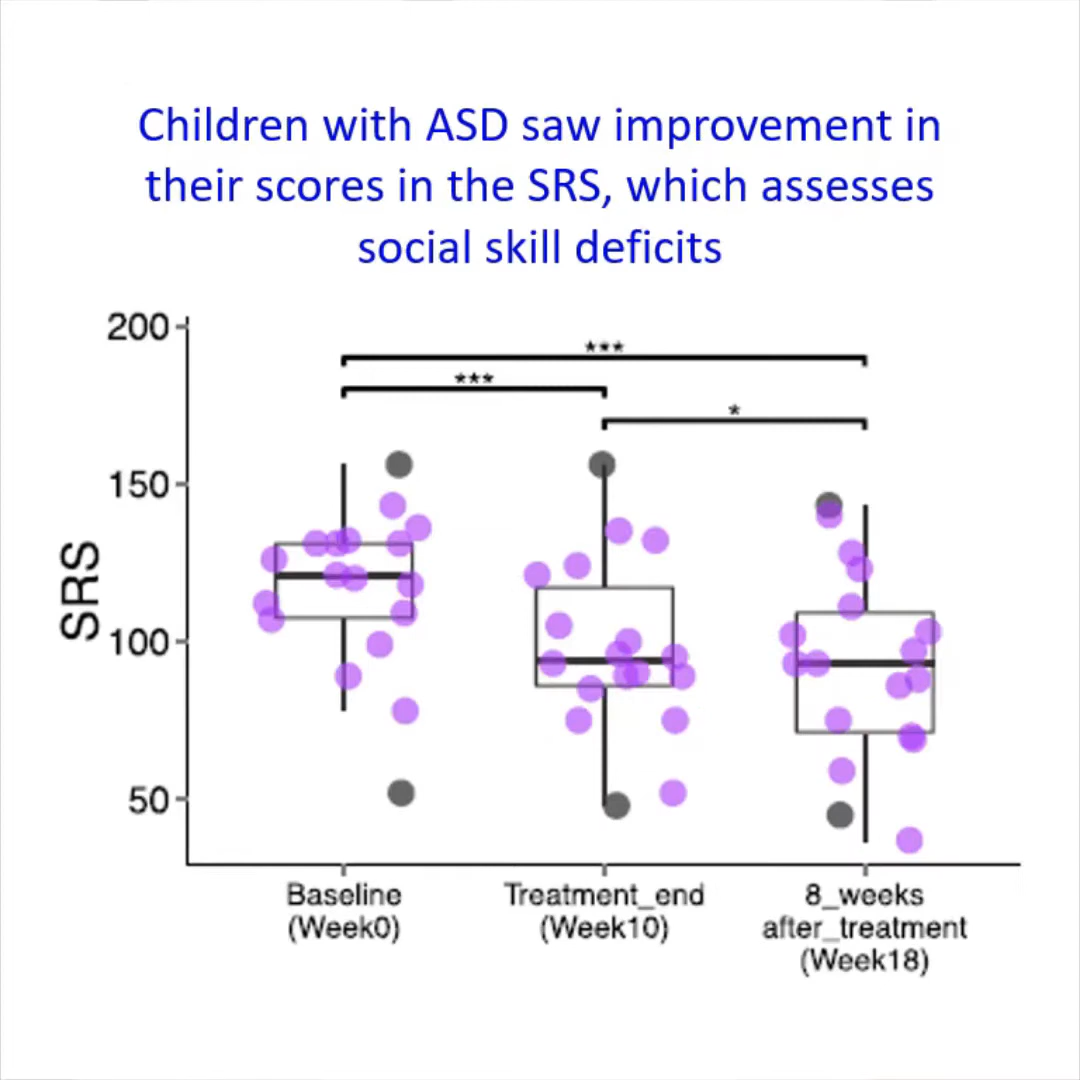 Children with ASD saw improvement in
their scores in the SRS, which assesses
social skill deficits
200
***
***
*
150
SRS
100
50
Baseline
(Week0)
Treatment_end
(Week10)
8_weeks
after_treatment
(Week18)